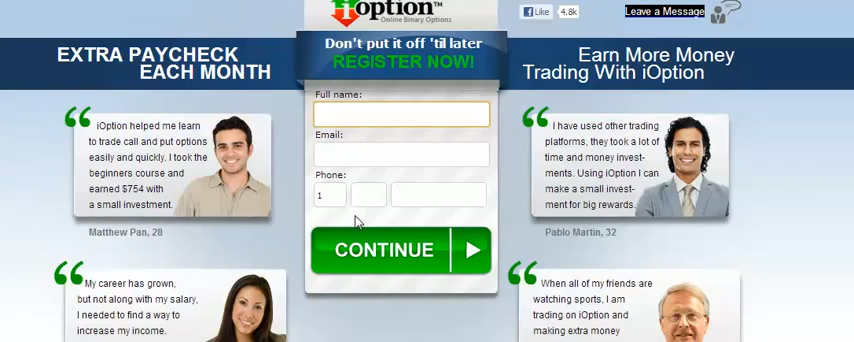 ioption™
Online Binary Options
Like 4.8k
Leave a Message
EXTRA PAYCHECK
EACH MONTH
Don't put it off 'til later
REGISTER NOW!
Earn More Money
Trading With iOption
Full name:
Email:
Phone:
1
CONTINUE
iOption helped me learn
to trade call and put options
easily and quickly. I took the
beginners course and
earned $754 with
a small investment.
Matthew Pan, 28
I have used other trading
platforms, they took a lot of
time and money invest-
ments. Using iOption I can
make a small invest-
ment for big rewards.
Pablo Martin, 32
My career has grown,
but not along with my salary,
I needed to find a way to
increase my income.
When all of my friends are
watching sports, I am
trading on iOption and
making extra money